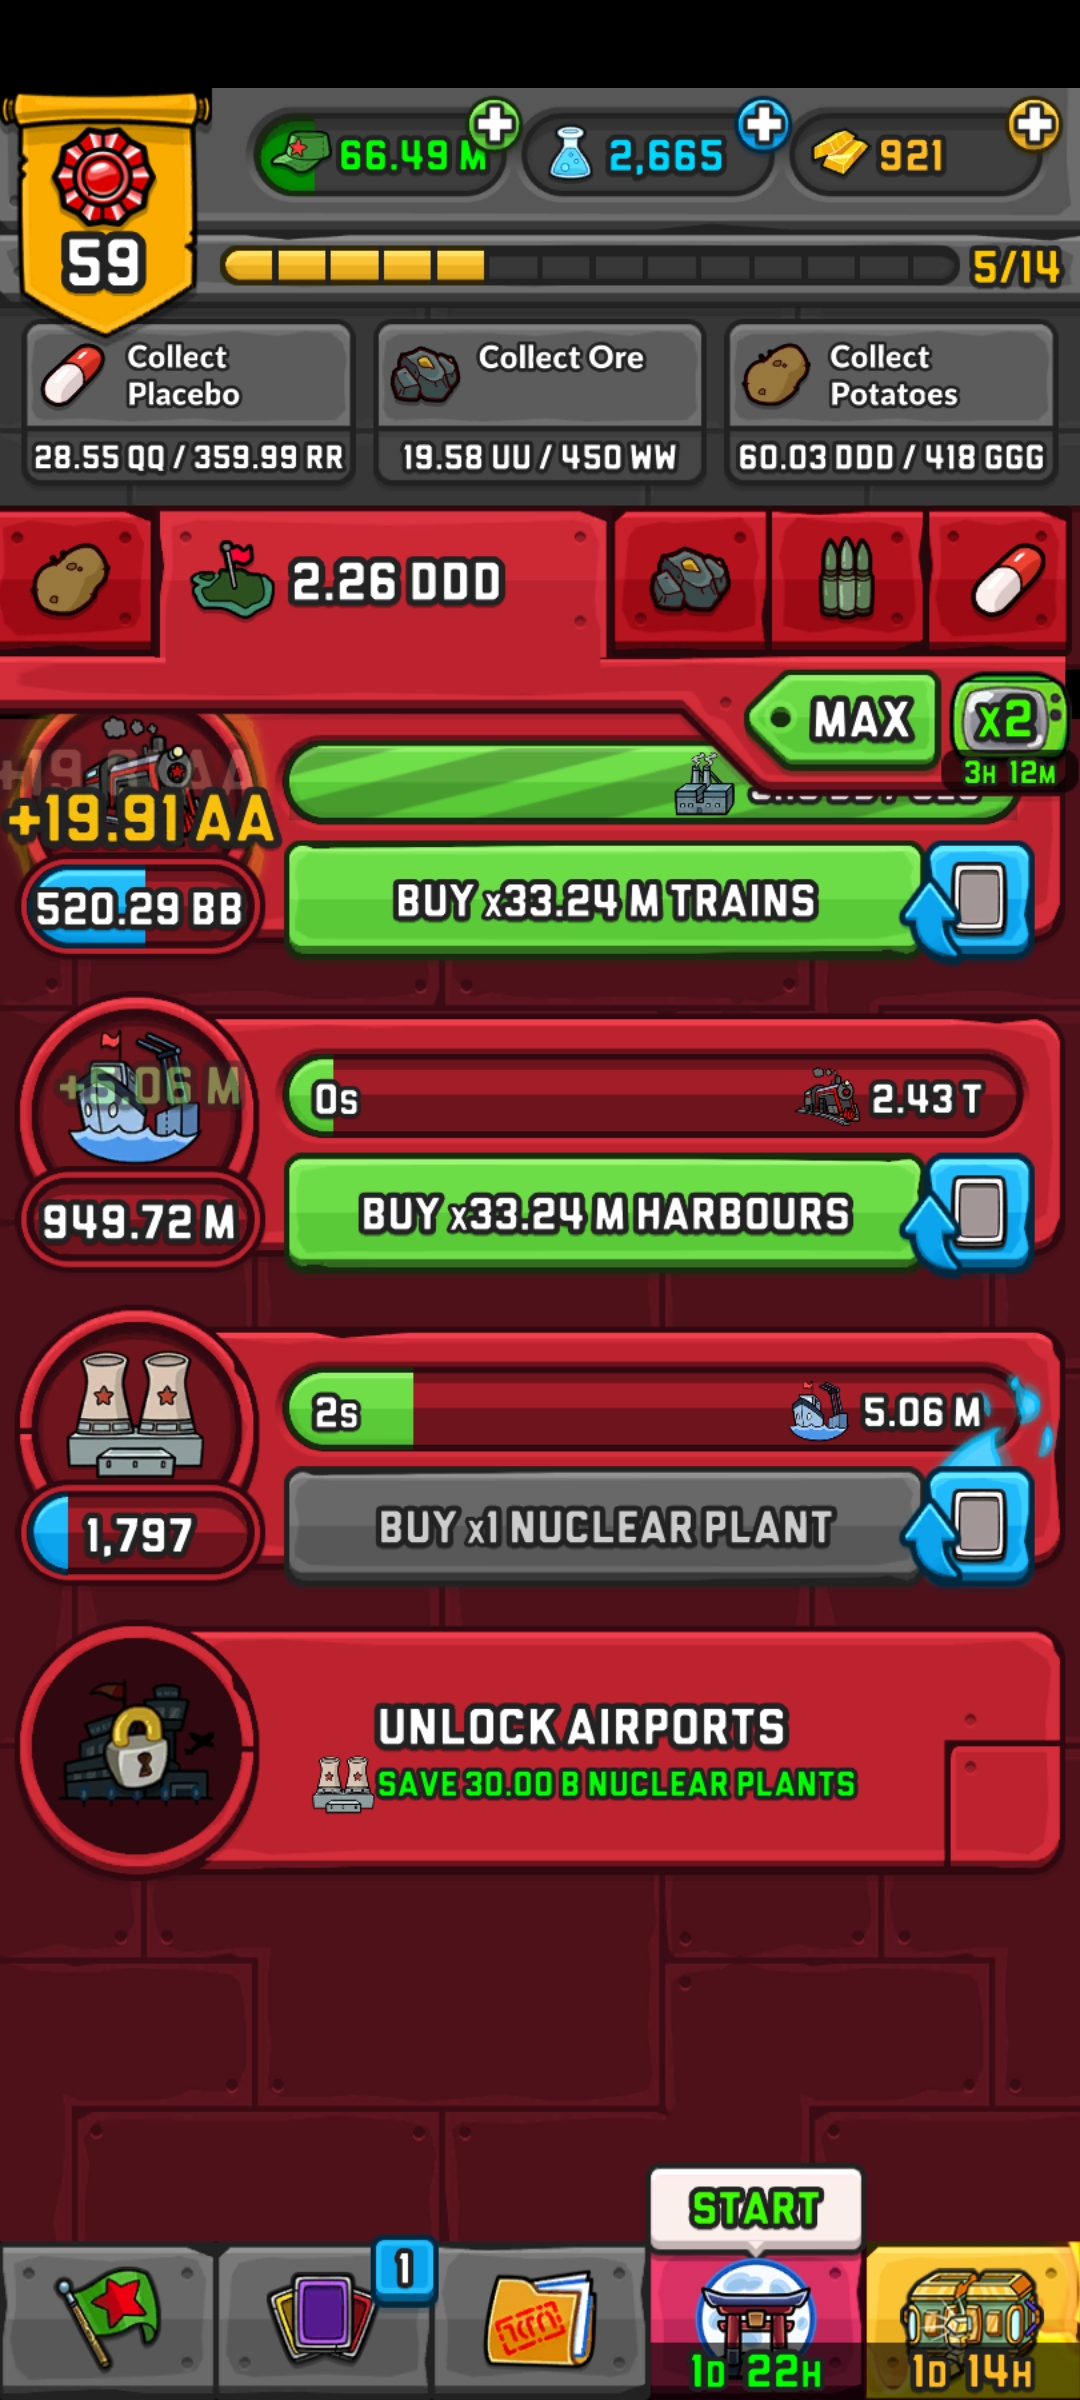 59
66.49 M
2,665
921
5/14
Collect
Placebo
28.55 QQ / 359.99 RR
Collect Ore
19.58 UU / 450 WW
Collect
Potatoes
60.03 DDD / 418 GGG
2.26 DDD
MAX
x2
3H 12M
+19.91 AA
520.29 BB
BUY x33.24 M TRAINS
+5.06 M
0s
2.43 T
949.72 M
BUY x33.24 M HARBOURS
2s
5.06 M
1,797
BUY x1 NUCLEAR PLANT
UNLOCK AIRPORTS
SAVE 30.00 B NUCLEAR PLANTS
START
1
1D 22H
1D 14H